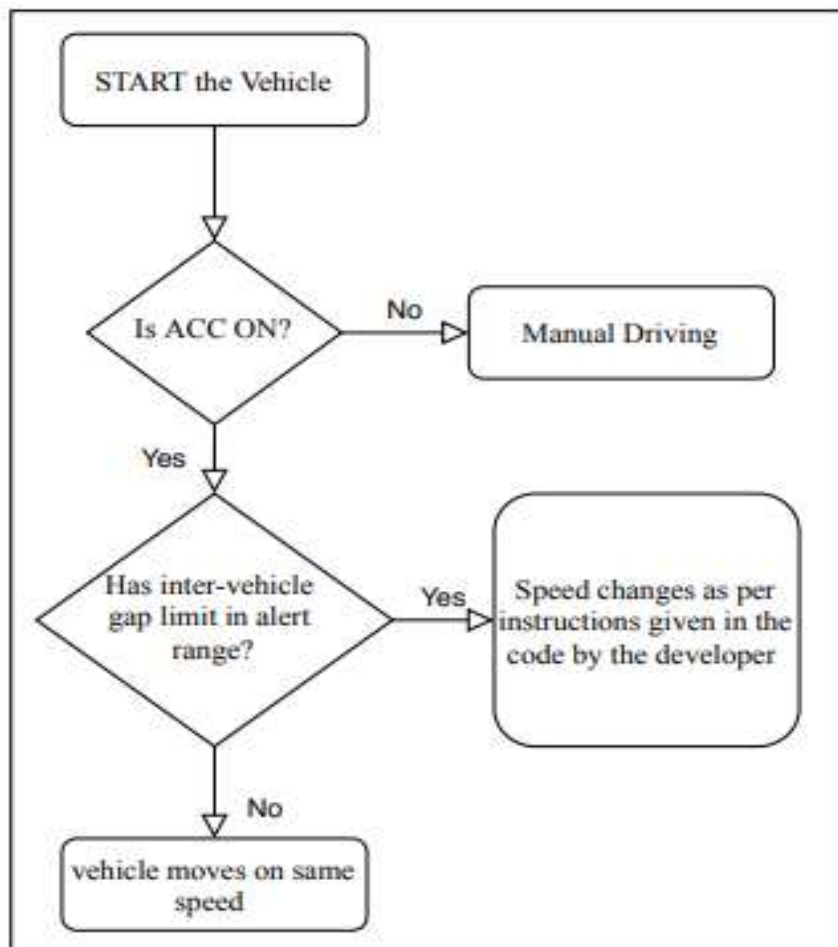 START the Vehicle
Is ACC ON?
No
Manual Driving
Yes
Has inter-vehicle
gap limit in alert
range?
Yes
Speed changes as per
instructions given in the
code by the developer
No
vehicle moves on same
speed